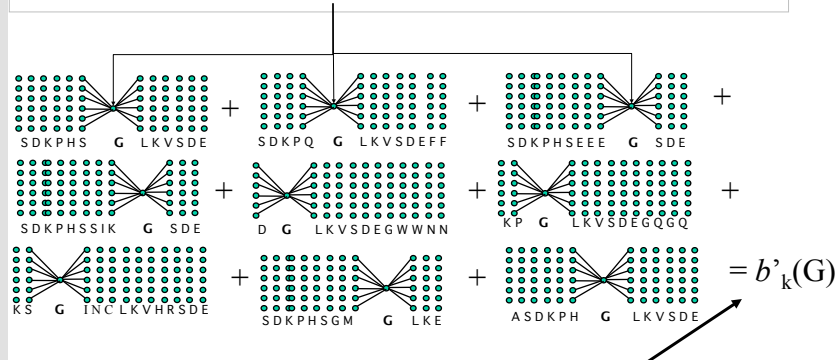 + + +
SDKPHS G LKVSDE SDKPQ G LKVSDEFF SDKPHSEEE G SDE
+ + +
SDKPHSSIK G SDE D G LKVSDEGWWNN KP G LKVSDEGQGQ
+ + = b'k(G)
KS G INCLKVHRSDE SDKPHSGM G LKE ASDKPH G LKVSDE